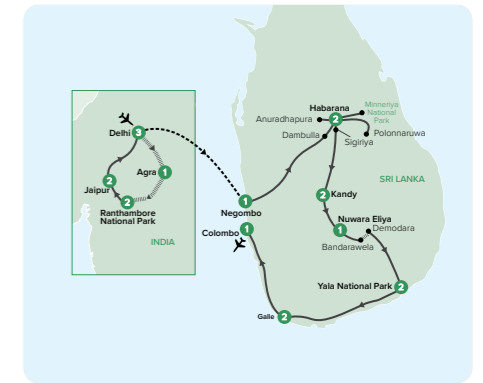 Delhi
3
Agra
1
Jaipur
2
2
Ranthambore
National Park
INDIA
Habarana
2
Minneriya
National
Park
Anuradhapura
Dambulla
Sigiriya
Polonnaruwa
SRI LANKA
2
Kandy
1
Negombo
Colombo
1
Nuwara Eliya
1
Demodara
Bandarawela
Yala National Park
2
Galle
2